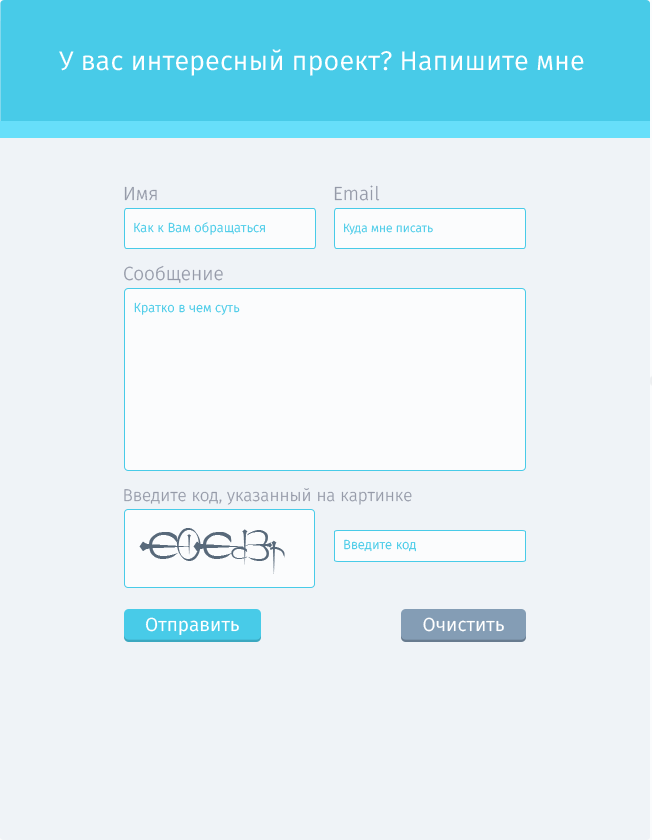 У вас интересный проект? Напишите мне
Имя
Email
Как к Вам обращаться
Куда мне писать
Сообщение
Кратко в чем суть
Введите код, указанный на картинке
Введите код
Отправить
Очистить